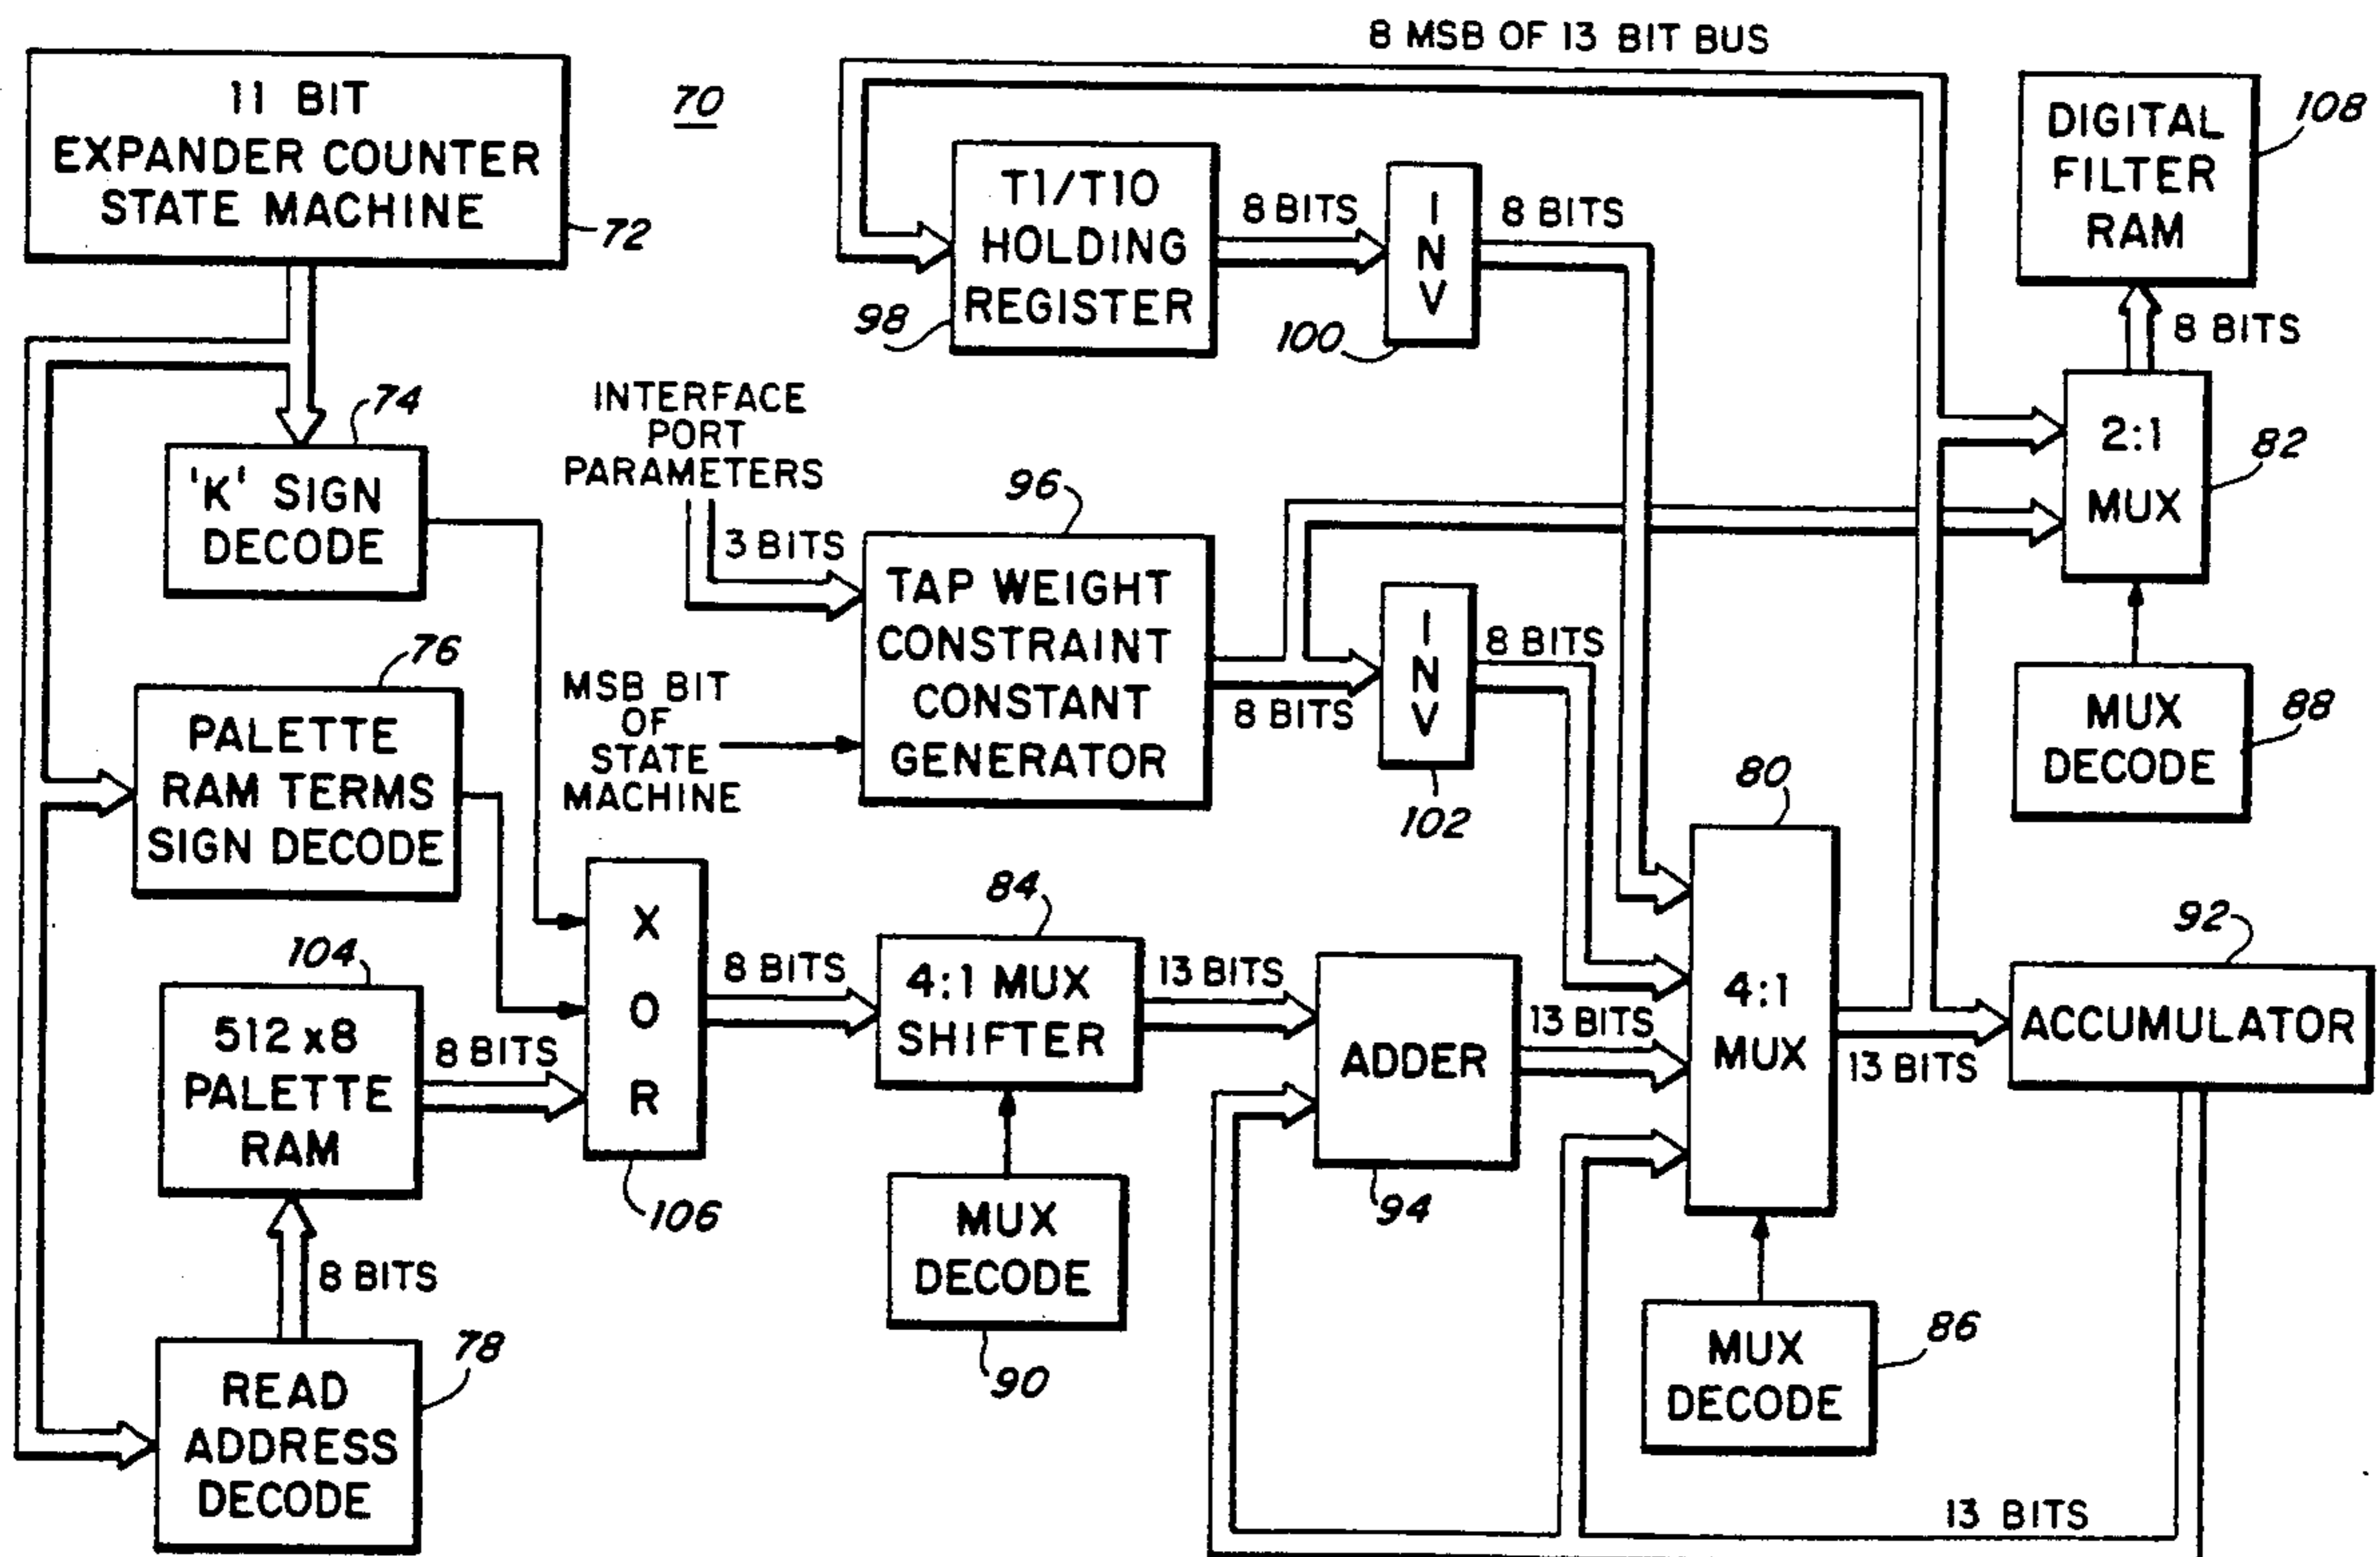 8 MSB OF 13 BIT BUS
11 BIT
EXPANDER COUNTER
STATE MACHINE
72
70
T1/T10
HOLDING
REGISTER
98
8 BITS
I
N
V
100
8 BITS
DIGITAL
FILTER
RAM
108
8 BITS
'K' SIGN
DECODE
74
INTERFACE
PORT
PARAMETERS
3 BITS
96
TAP WEIGHT
CONSTRAINT
CONSTANT
GENERATOR
MSB BIT
OF
STATE
MACHINE
8 BITS
I
N
V
102
8 BITS
2:1
MUX
82
MUX
DECODE
88
PALETTE
RAM TERMS
SIGN DECODE
76
104
512 x8
PALETTE
RAM
8 BITS
X
O
R
106
8 BITS
84
4:1 MUX
SHIFTER
13 BITS
MUX
DECODE
90
ADDER
94
13 BITS
80
4:1
MUX
13 BITS
92
ACCUMULATOR
MUX
DECODE
86
8 BITS
READ
ADDRESS
DECODE
78
13 BITS